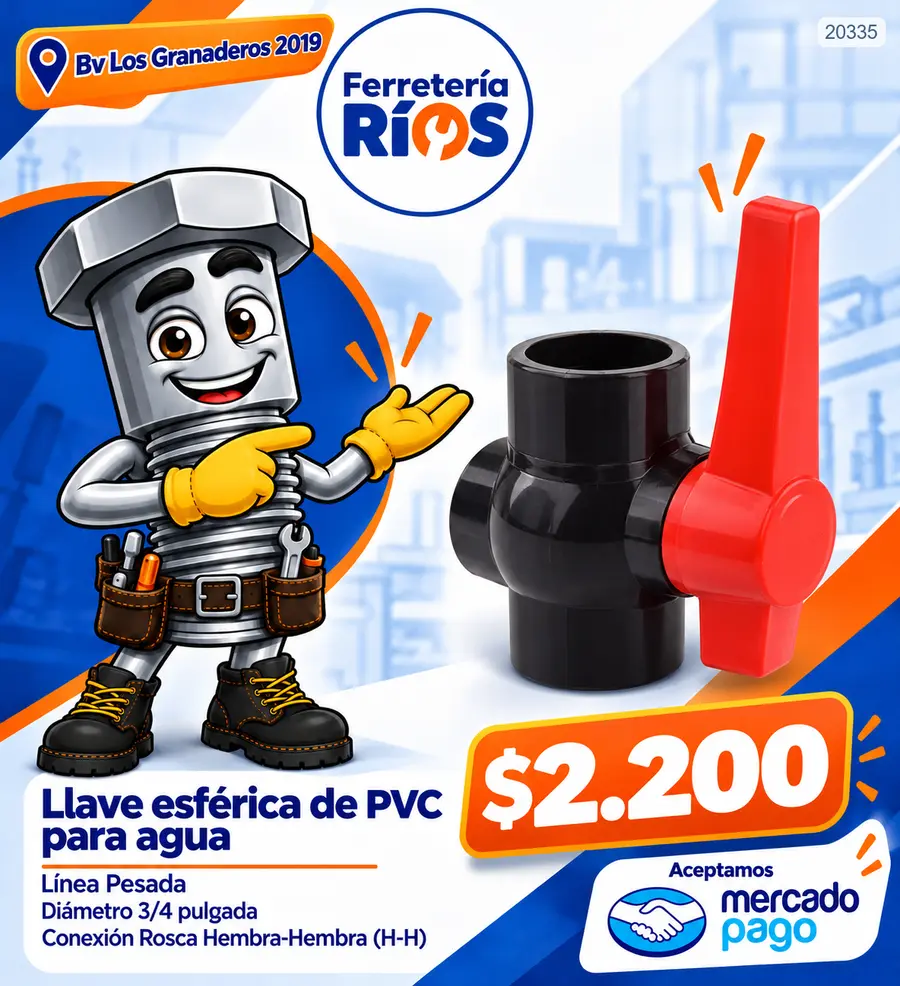 Bv Los Granaderos 2019
Ferretería
RÍOS
20335
$2.200
Llave esférica de PVC
para agua
Línea Pesada
Diámetro 3/4 pulgada
Conexión Rosca Hembra-Hembra (H-H)
Aceptamos
mercado
pago